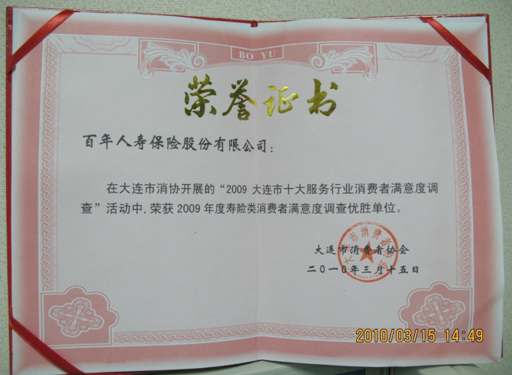 BO YU
荣誉证书
百年人寿保险股份有限公司：
在大连市消协开展的“2009 大连市十大服务行业消费者满意度调
查”活动中,荣获 2009 年度寿险类消费者满意度调查优胜单位。
大连市消费者协会
二〇一〇年三月十五日
2010/03/15 14:49